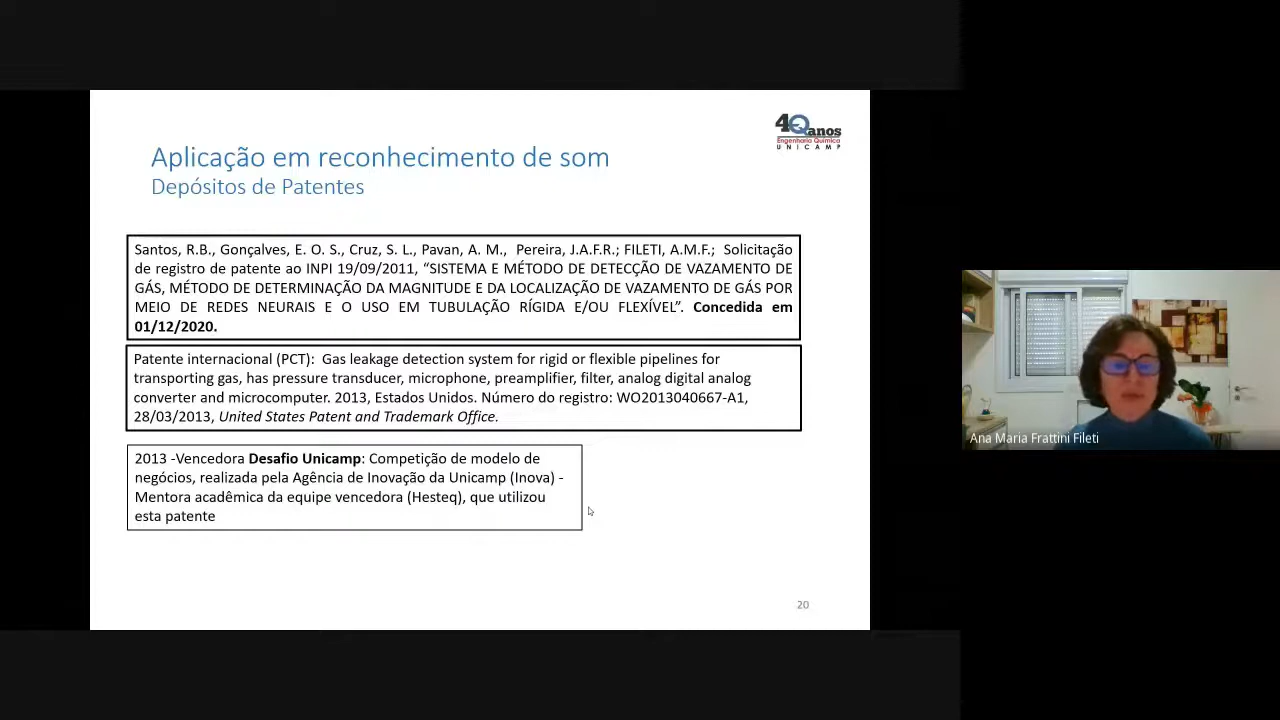 40anos
Engenharia Química
UNICAMP
Aplicação em reconhecimento de som
Depósitos de Patentes
Santos, R.B., Gonçalves, E. O. S., Cruz, S. L., Pavan, A. M., Pereira, J.A.F.R.; FILETI, A.M.F.; Solicitação
de registro de patente ao INPI 19/09/2011, “SISTEMA E MÉTODO DE DETECÇÃO DE VAZAMENTO DE
GÁS, MÉTODO DE DETERMINAÇÃO DA MAGNITUDE E DA LOCALIZAÇÃO DE VAZAMENTO DE GÁS POR
MEIO DE REDES NEURAIS E O USO EM TUBULAÇÃO RÍGIDA E/OU FLEXÍVEL”. Concedida em
01/12/2020.
Patente internacional (PCT): Gas leakage detection system for rigid or flexible pipelines for
transporting gas, has pressure transducer, microphone, preamplifier, filter, analog digital analog
converter and microcomputer. 2013, Estados Unidos. Número do registro: WO2013040667-A1,
28/03/2013, United States Patent and Trademark Office.
2013 -Vencedora Desafio Unicamp: Competição de modelo de
negócios, realizada pela Agência de Inovação da Unicamp (Inova) -
Mentora acadêmica da equipe vencedora (Hesteq), que utilizou
esta patente
20
Ana Maria Frattini Fileti